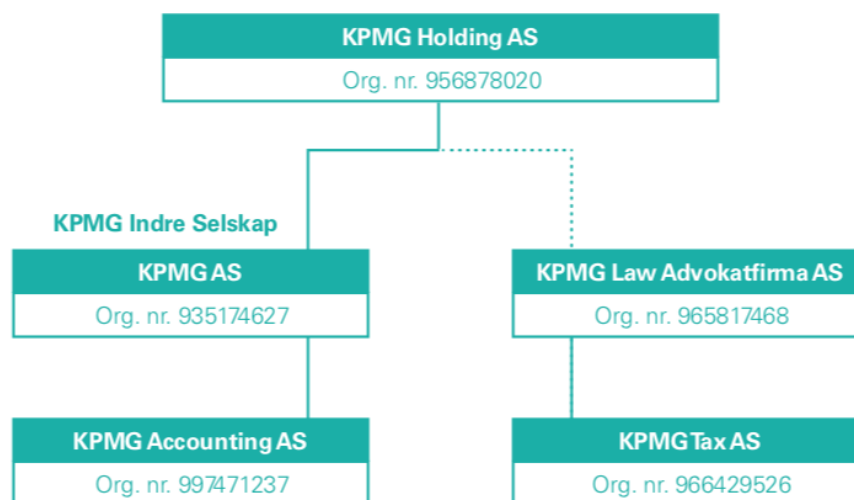 KPMG Holding AS
Org. nr. 956878020
KPMG Indre Selskap
KPMG AS
Org. nr. 935174627
KPMG Law Advokatfirma AS
Org. nr. 965817468
KPMG Accounting AS
Org. nr. 997471237
KPMG Tax AS
Org. nr. 966429526